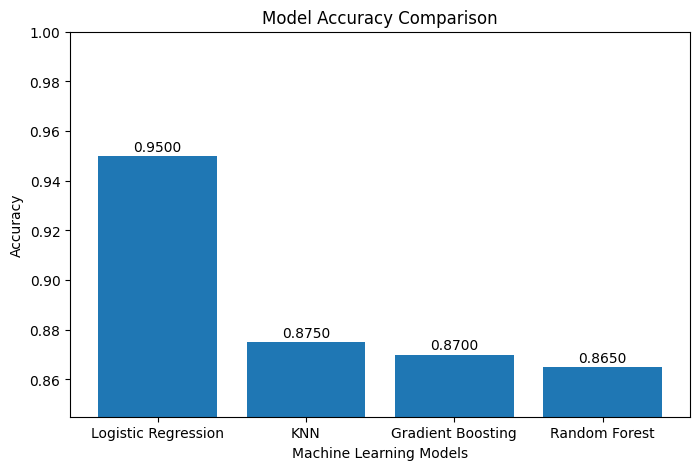 Model Accuracy Comparison
Accuracy
1.00
0.98
0.96
0.94
0.92
0.90
0.88
0.86
0.9500
0.8750
0.8700
0.8650
Logistic Regression
KNN
Gradient Boosting
Random Forest
Machine Learning Models